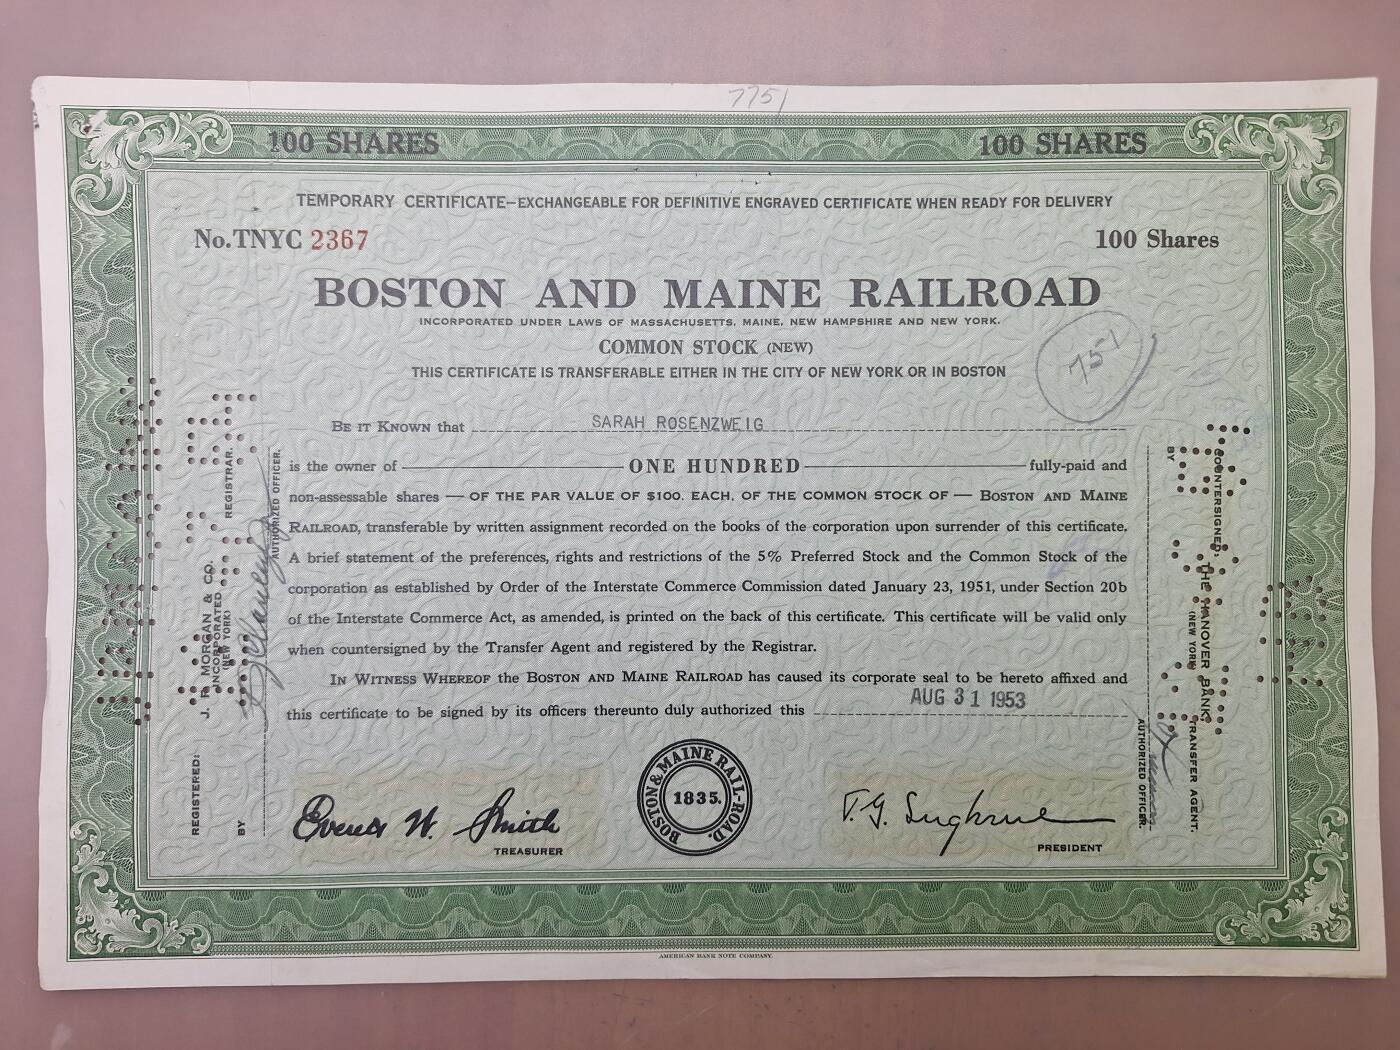 7751
100 SHARES 100 SHARES
TEMPORARY CERTIFICATE—EXCHANGEABLE FOR DEFINITIVE ENGRAVED CERTIFICATE WHEN READY FOR DELIVERY
No. TNYC 2367 100 Shares
BOSTON AND MAINE RAILROAD
INCORPORATED UNDER LAWS OF MASSACHUSETTS, MAINE, NEW HAMPSHIRE AND NEW YORK.
COMMON STOCK (NEW)
751
THIS CERTIFICATE IS TRANSFERABLE EITHER IN THE CITY OF NEW YORK OR IN BOSTON
BE IT KNOWN that SARAH ROSENZWEIG
is the owner of ONE HUNDRED fully-paid and
non-assessable shares — OF THE PAR VALUE OF $100. EACH, OF THE COMMON STOCK OF — BOSTON AND MAINE
RAILROAD, transferable by written assignment recorded on the books of the corporation upon surrender of this certificate.
A brief statement of the preferences, rights and restrictions of the 5% Preferred Stock and the Common Stock of the
corporation as established by Order of the Interstate Commerce Commission dated January 23, 1951, under Section 20b
of the Interstate Commerce Act, as amended, is printed on the back of this certificate. This certificate will be valid only
when countersigned by the Transfer Agent and registered by the Registrar.
IN WITNESS WHEREOF the BOSTON AND MAINE RAILROAD has caused its corporate seal to be hereto affixed and
this certificate to be signed by its officers thereunto duly authorized this AUG 31 1953
BOSTON & MAINE RAIL-ROAD.
1835.
Everett W. Smith
TREASURER
PRESIDENT
REGISTERED:
J. P. MORGAN & CO.
INCORPORATED
(NEW YORK)
REGISTRAR.
BY
AUTHORIZED OFFICER.
COUNTERSIGNED:
THE HANOVER BANK,
(NEW YORK)
TRANSFER AGENT.
BY
AUTHORIZED OFFICER.
AMERICAN BANK NOTE COMPANY.